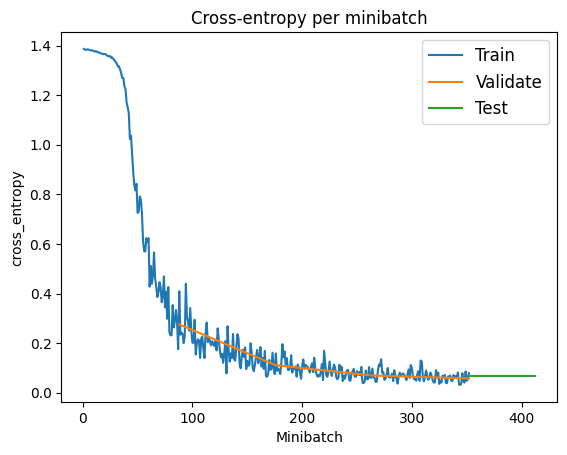 Cross-entropy per minibatch
Train
Validate
Test
1.4
1.2
1.0
0.8
0.6
0.4
0.2
0.0
cross_entropy
0
100
200
300
400
Minibatch